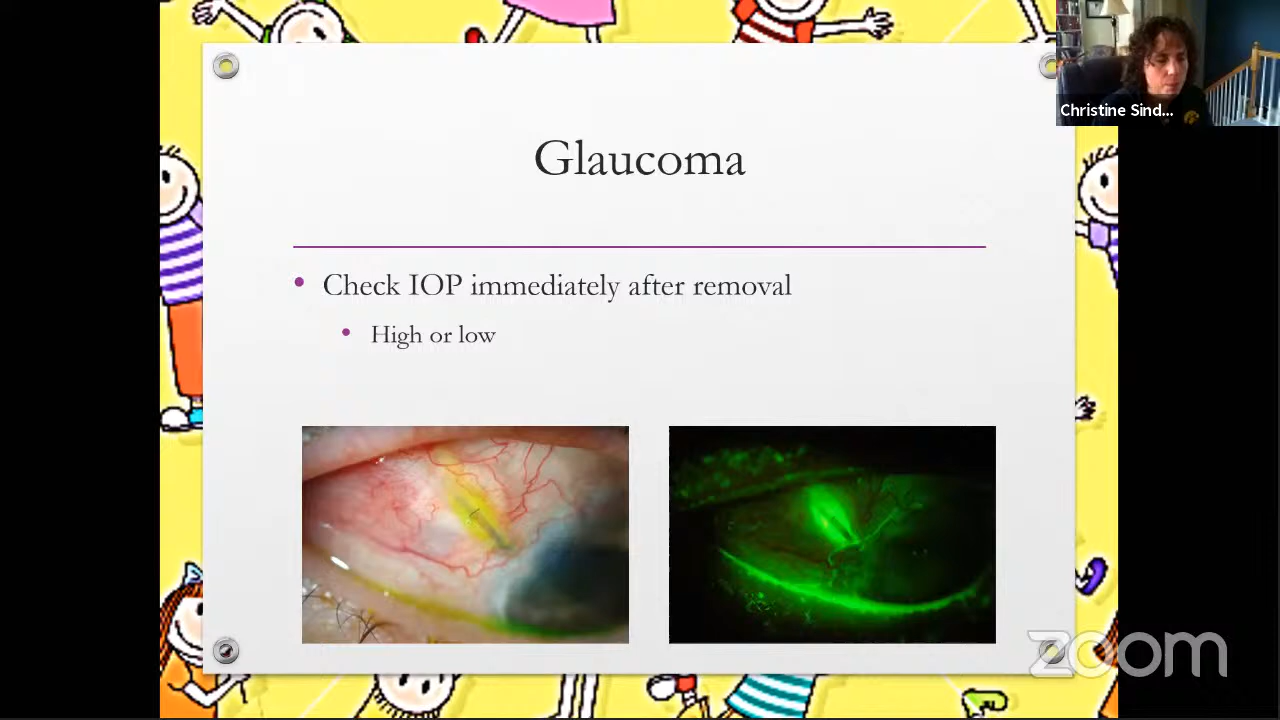 Christine Sind...
Glaucoma
• Check IOP immediately after removal
• High or low
zoom